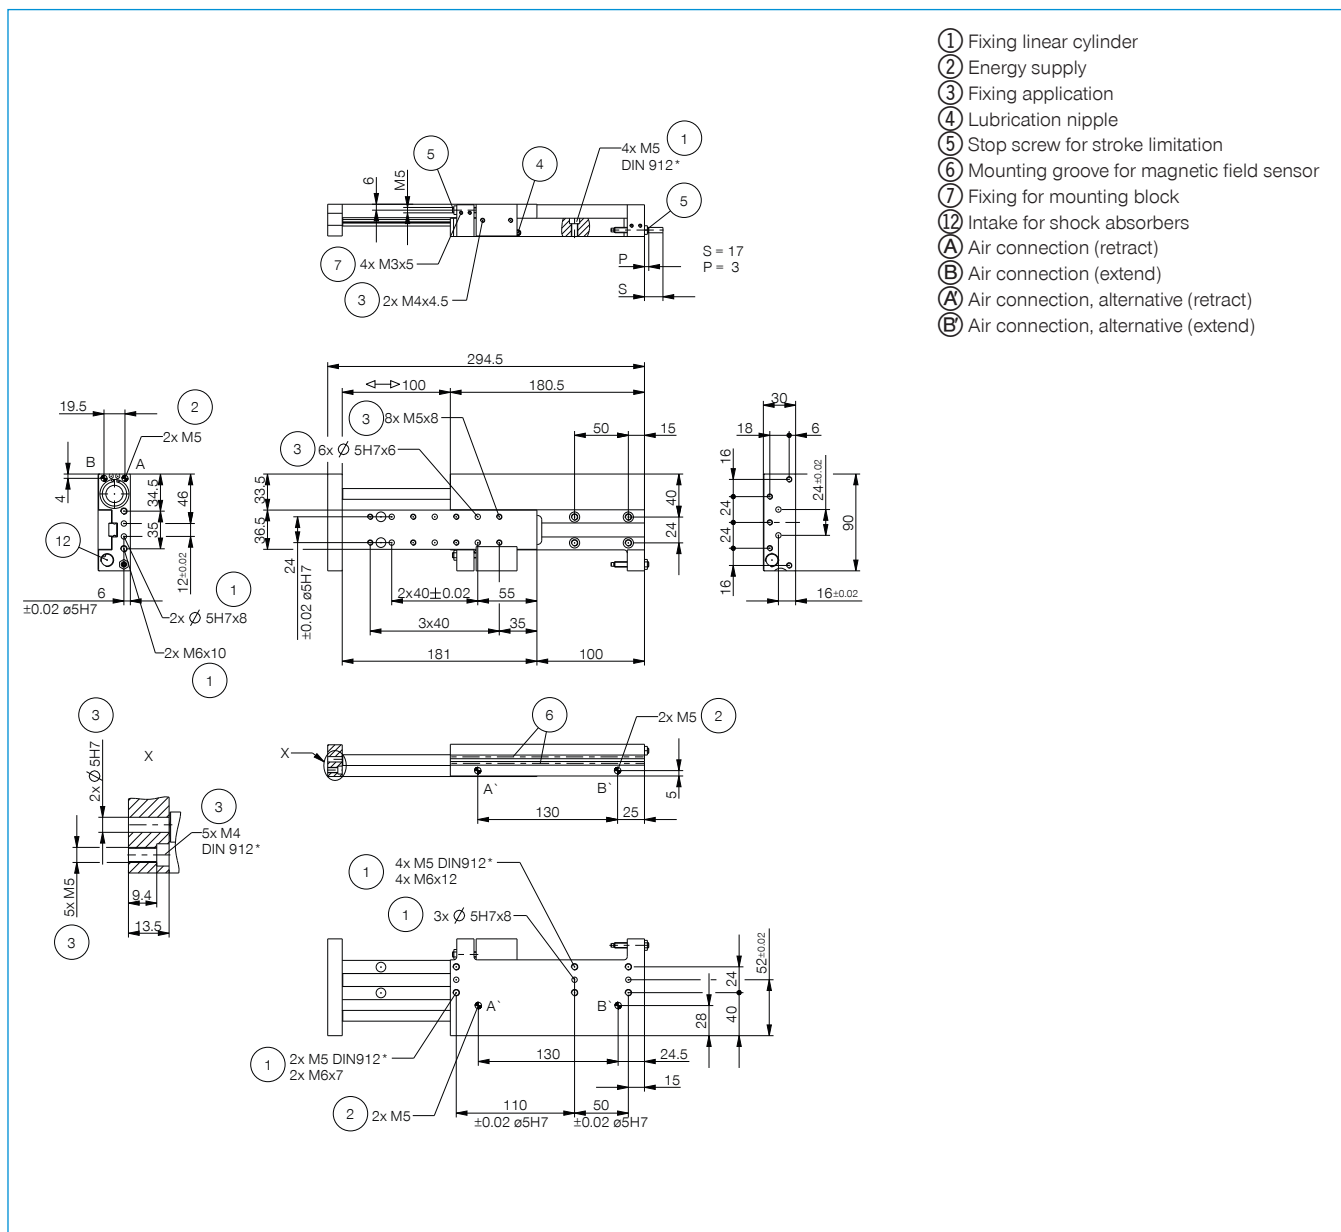 1 Fixing linear cylinder
2 Energy supply
3 Fixing application
4 Lubrication nipple
5 Stop screw for stroke limitation
6 Mounting groove for magnetic field sensor
7 Fixing for mounting block
12 Intake for shock absorbers
A Air connection (retract)
B Air connection (extend)
A' Air connection, alternative (retract)
B' Air connection, alternative (extend)
5
4
4x M5
DIN 912*
1
5
6
M5
7
4x M3x5
3
2x M4x4.5
P
S
S = 17
P = 3
294.5
100
180.5
3
8x M5x8
3
6x Ø 5H7x6
50
15
33.5
36.5
24
±0.02 ø5H7
40
24
2x40±0.02
55
3x40
35
181
100
19.5
2
2x M5
B
A
4
34.5
35
46
12±0.02
12
6
±0.02 ø5H7
1
2x Ø 5H7x8
2x M6x10
1
30
18
6
16
24
24
16
24±0.02
90
16±0.02
3
X
2x Ø 5H7
3
5x M4
DIN 912*
5x M5
9.4
13.5
3
X
6
2x M5
2
A`
B`
5
130
25
1
4x M5 DIN912*
4x M6x12
1
3x Ø 5H7x8
A`
B`
52±0.02
24
40
28
1
2x M5 DIN912*
2x M6x7
130
24.5
15
2
2x M5
110
±0.02 ø5H7
50
±0.02 ø5H7